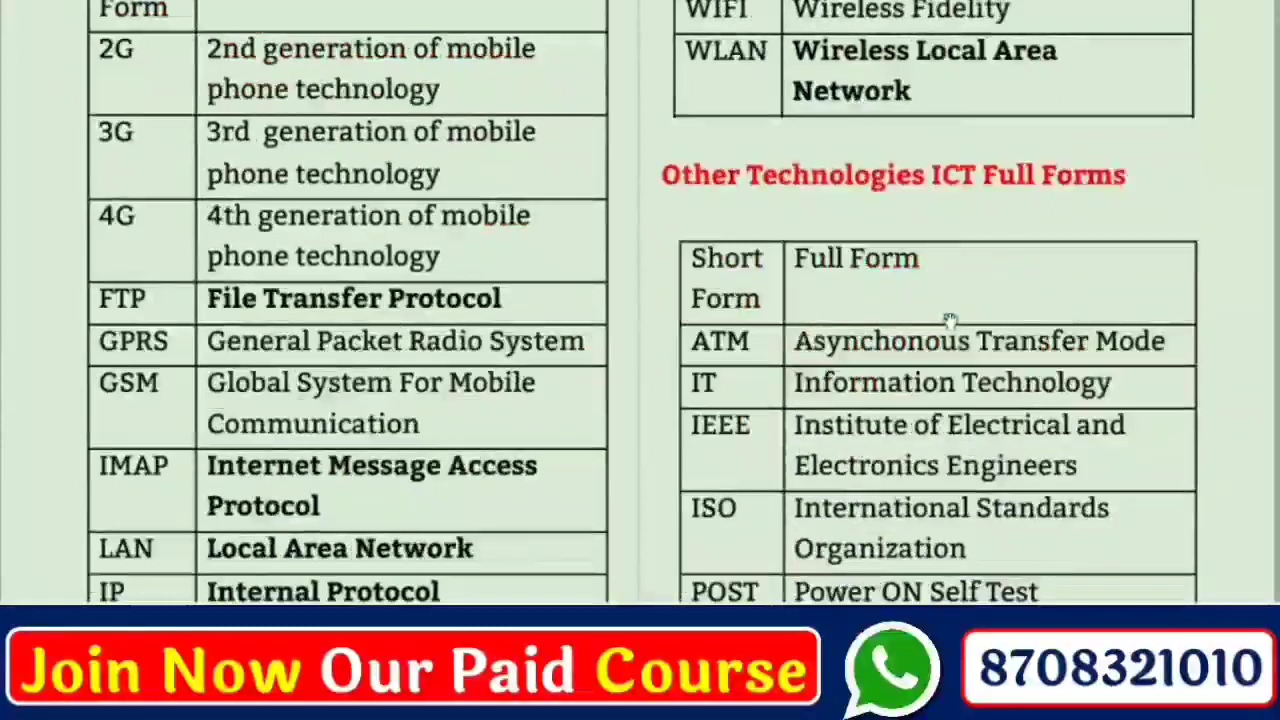 Form
2G 2nd generation of mobile
phone technology
3G 3rd generation of mobile
phone technology
4G 4th generation of mobile
phone technology
FTP File Transfer Protocol
GPRS General Packet Radio System
GSM Global System For Mobile
Communication
IMAP Internet Message Access
Protocol
LAN Local Area Network
IP Internal Protocol
WIFI Wireless Fidelity
WLAN Wireless Local Area
Network
Other Technologies ICT Full Forms
Short Full Form
Form
ATM Asynchonous Transfer Mode
IT Information Technology
IEEE Institute of Electrical and
Electronics Engineers
ISO International Standards
Organization
POST Power ON Self Test
Join Now Our Paid Course
8708321010